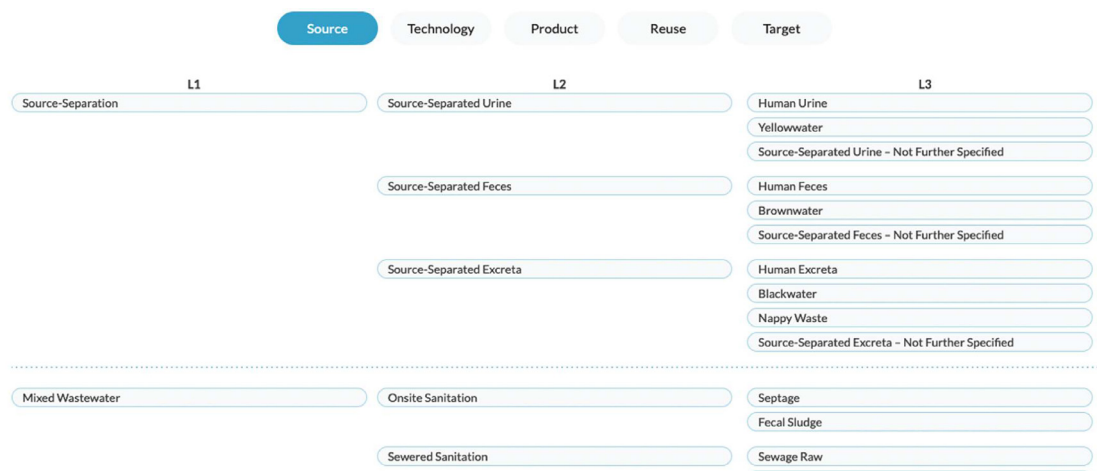 Source Technology Product Reuse Target
L1 L2 L3
Source-Separation Source-Separated Urine Human Urine
Yellowwater
Source-Separated Urine – Not Further Specified
Source-Separated Feces Human Feces
Brownwater
Source-Separated Feces – Not Further Specified
Source-Separated Excreta Human Excreta
Blackwater
Nappy Waste
Source-Separated Excreta – Not Further Specified
Mixed Wastewater Onsite Sanitation Septage
Fecal Sludge
Sewered Sanitation Sewage Raw